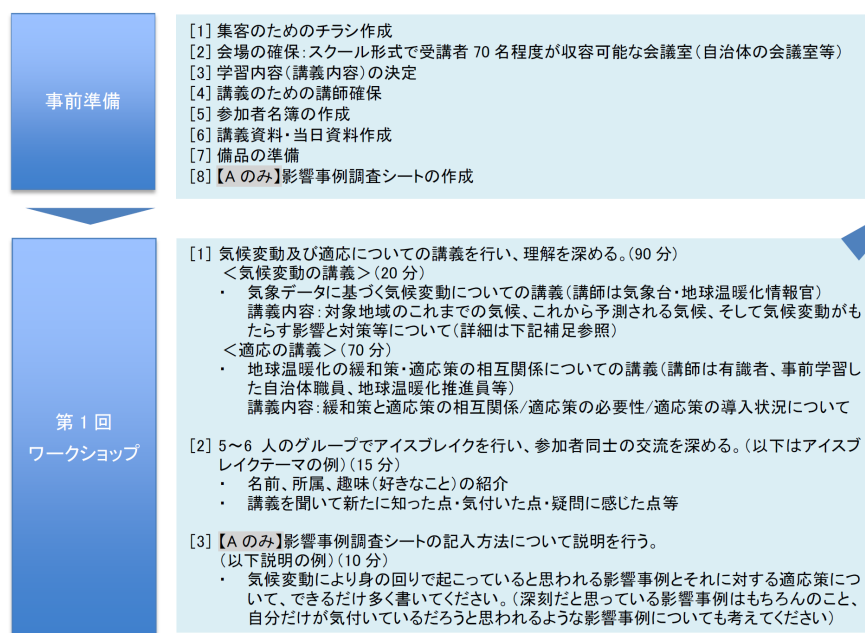 事前準備
[1] 集客のためのチラシ作成
[2] 会場の確保:スクール形式で受講者 70 名程度が収容可能な会議室(自治体の会議室等)
[3] 学習内容(講義内容)の決定
[4] 講義のための講師確保
[5] 参加者名簿の作成
[6] 講義資料・当日資料作成
[7] 備品の準備
[8]【A のみ】影響事例調査シートの作成
第 1 回
ワークショップ
[1] 気候変動及び適応についての講義を行い、理解を深める。(90 分)
<気候変動の講義>(20 分)
・ 気象データに基づく気候変動についての講義(講師は気象台・地球温暖化情報官)
講義内容:対象地域のこれまでの気候、これから予測される気候、そして気候変動がも
たらす影響と対策等について(詳細は下記補足参照)
<適応の講義>(70 分)
・ 地球温暖化の緩和策・適応策の相互関係についての講義(講師は有識者、事前学習し
た自治体職員、地球温暖化推進員等)
講義内容:緩和策と適応策の相互関係/適応策の必要性/適応策の導入状況について
[2] 5~6 人のグループでアイスブレイクを行い、参加者同士の交流を深める。(以下はアイスブ
レイクテーマの例)(15 分)
・ 名前、所属、趣味(好きなこと)の紹介
・ 講義を聞いて新たに知った点・気付いた点・疑問に感じた点等
[3]【A のみ】影響事例調査シートの記入方法について説明を行う。
(以下説明の例)(10 分)
・ 気候変動により身の回りで起こっていると思われる影響事例とそれに対する適応策につ
いて、できるだけ多く書いてください。(深刻だと思っている影響事例はもちろんのこと、
自分だけが気付いているだろうと思われるような影響事例についても考えてください)